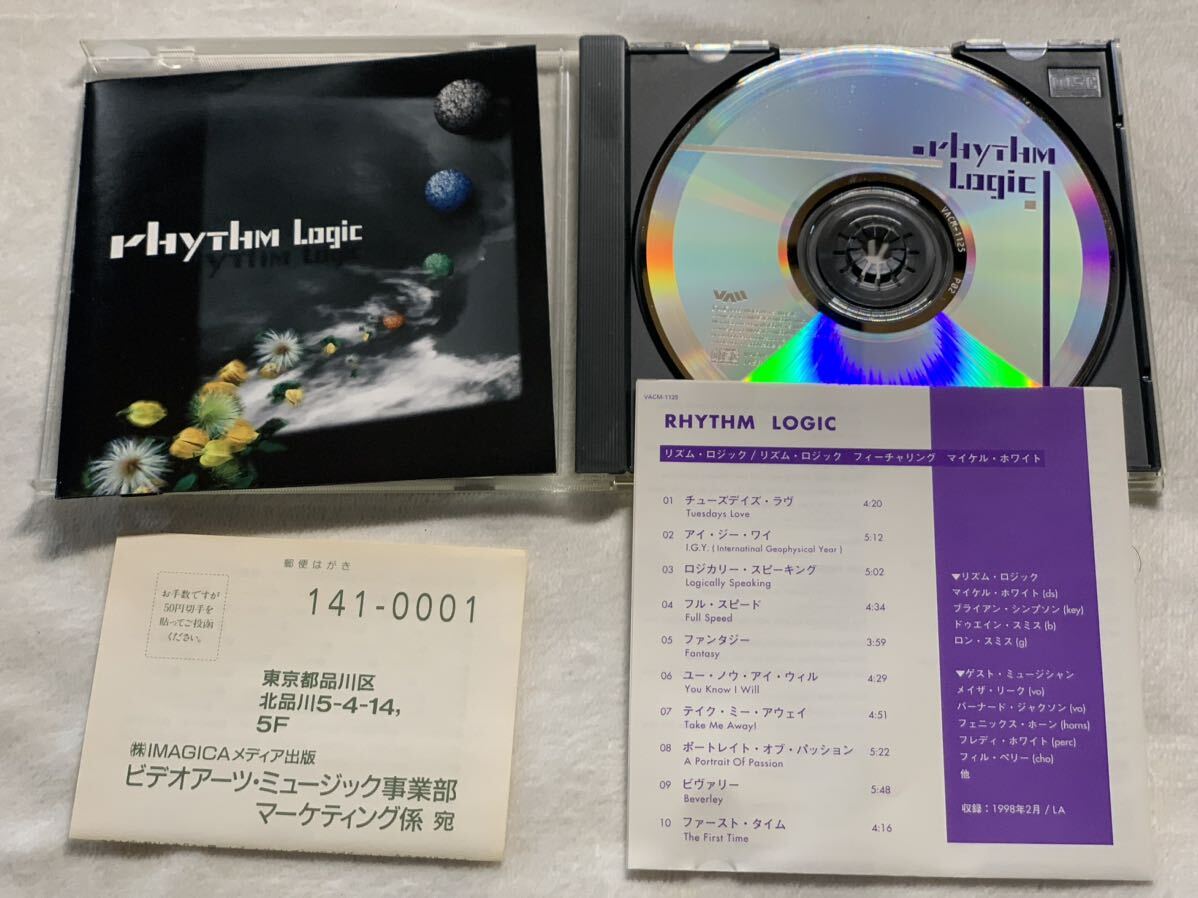 rhythm Logic
rhythm
Logic
VACM-1125
P82
DISC
VACM-1125
RHYTHM LOGIC
リズム・ロジック / リズム・ロジック フィーチャリング マイケル・ホワイト
01 チューズデイズ・ラヴ 4:20
Tuesdays Love
02 アイ・ジー・ワイ 5:12
I.G.Y. ( Internatinal Geophysical Year )
03 ロジカリー・スピーキング 5:02
Logically Speaking
04 フル・スピード 4:34
Full Speed
05 ファンタジー 3:59
Fantasy
06 ユー・ノウ・アイ・ウィル 4:29
You Know I Will
07 テイク・ミー・アウェイ 4:51
Take Me Away!
08 ポートレイト・オブ・パッション 5:22
A Portrait Of Passion
09 ビヴァリー 5:48
Beverley
10 ファースト・タイム 4:16
The First Time
▼リズム・ロジック
マイケル・ホワイト (ds)
ブライアン・シンプソン (key)
ドゥエイン・スミス (b)
ロン・スミス (g)
▼ゲスト・ミュージシャン
メイザ・リーク (vo)
バーナード・ジャクソン (vo)
フェニックス・ホーン (horns)
フレディ・ホワイト (perc)
フィル・ペリー (cho)
他
収録：1998年2月 / LA
郵便はがき
お手数ですが
50円切手を
貼ってご投函
ください。
141-0001
東京都品川区
北品川5-4-14,
5F
㈱IMAGICAメディア出版
ビデオアーツ・ミュージック事業部
マーケティング係 宛